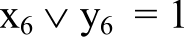 x₆ ∨ y₆ = 1